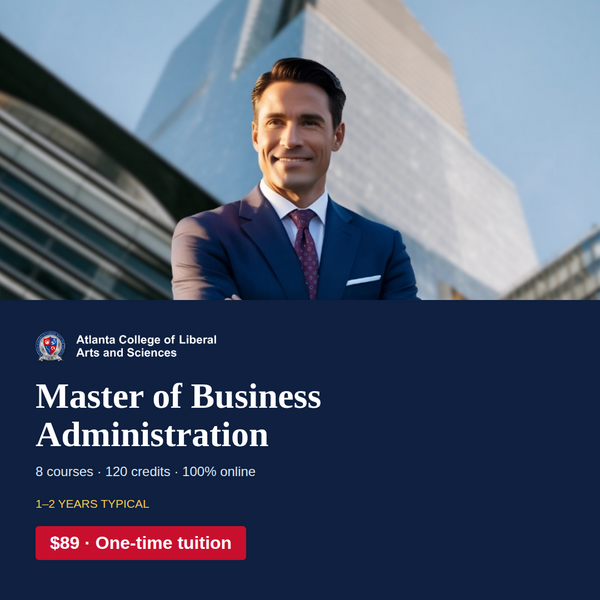 Atlanta College of Liberal
Arts and Sciences
Master of Business
Administration
8 courses · 120 credits · 100% online
1–2 YEARS TYPICAL
$89 · One-time tuition